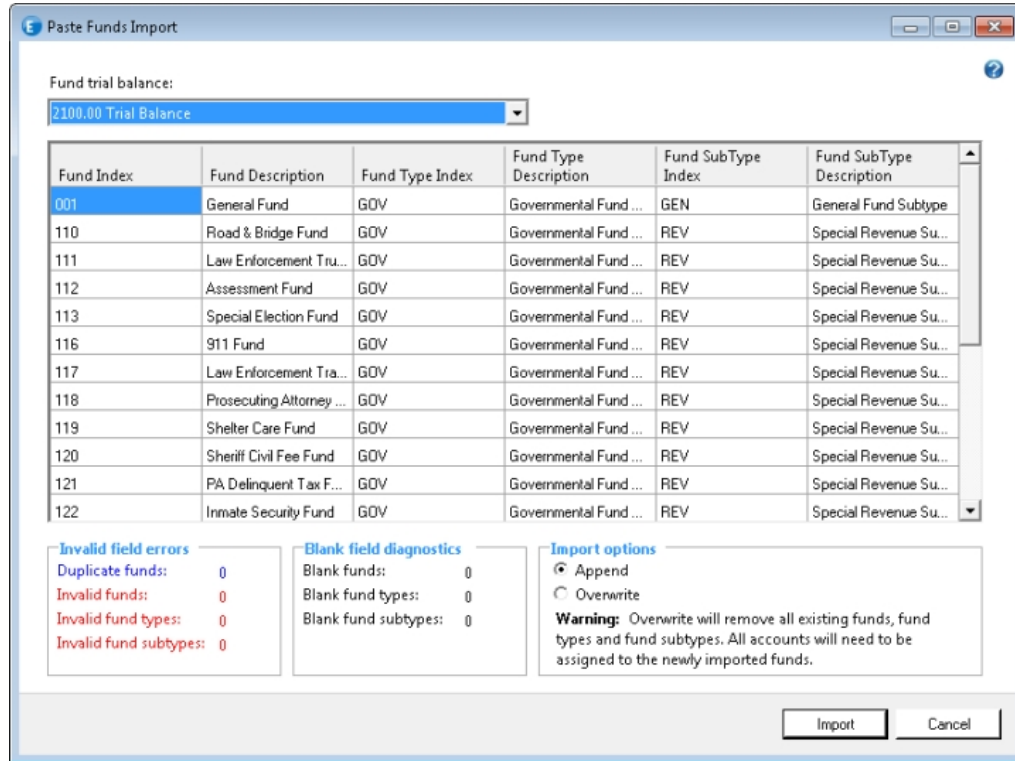 Paste Funds Import
Fund trial balance:
2100.00 Trial Balance
Fund Index Fund Description Fund Type Index Fund Type Description Fund SubType Index Fund SubType Description
001 General Fund GOV Governmental Fund ... GEN General Fund Subtype
110 Road & Bridge Fund GOV Governmental Fund ... REV Special Revenue Su...
111 Law Enforcement Tru... GOV Governmental Fund ... REV Special Revenue Su...
112 Assessment Fund GOV Governmental Fund ... REV Special Revenue Su...
113 Special Election Fund GOV Governmental Fund ... REV Special Revenue Su...
116 911 Fund GOV Governmental Fund ... REV Special Revenue Su...
117 Law Enforcement Tra... GOV Governmental Fund ... REV Special Revenue Su...
118 Prosecuting Attorney ... GOV Governmental Fund ... REV Special Revenue Su...
119 Shelter Care Fund GOV Governmental Fund ... REV Special Revenue Su...
120 Sheriff Civil Fee Fund GOV Governmental Fund ... REV Special Revenue Su...
121 PA Delinquent Tax F... GOV Governmental Fund ... REV Special Revenue Su...
122 Inmate Security Fund GOV Governmental Fund ... REV Special Revenue Su...
Invalid field errors
Duplicate funds: 0
Invalid funds: 0
Invalid fund types: 0
Invalid fund subtypes: 0
Blank field diagnostics
Blank funds: 0
Blank fund types: 0
Blank fund subtypes: 0
Import options
Append
Overwrite
Warning: Overwrite will remove all existing funds, fund
types and fund subtypes. All accounts will need to be
assigned to the newly imported funds.
Import Cancel